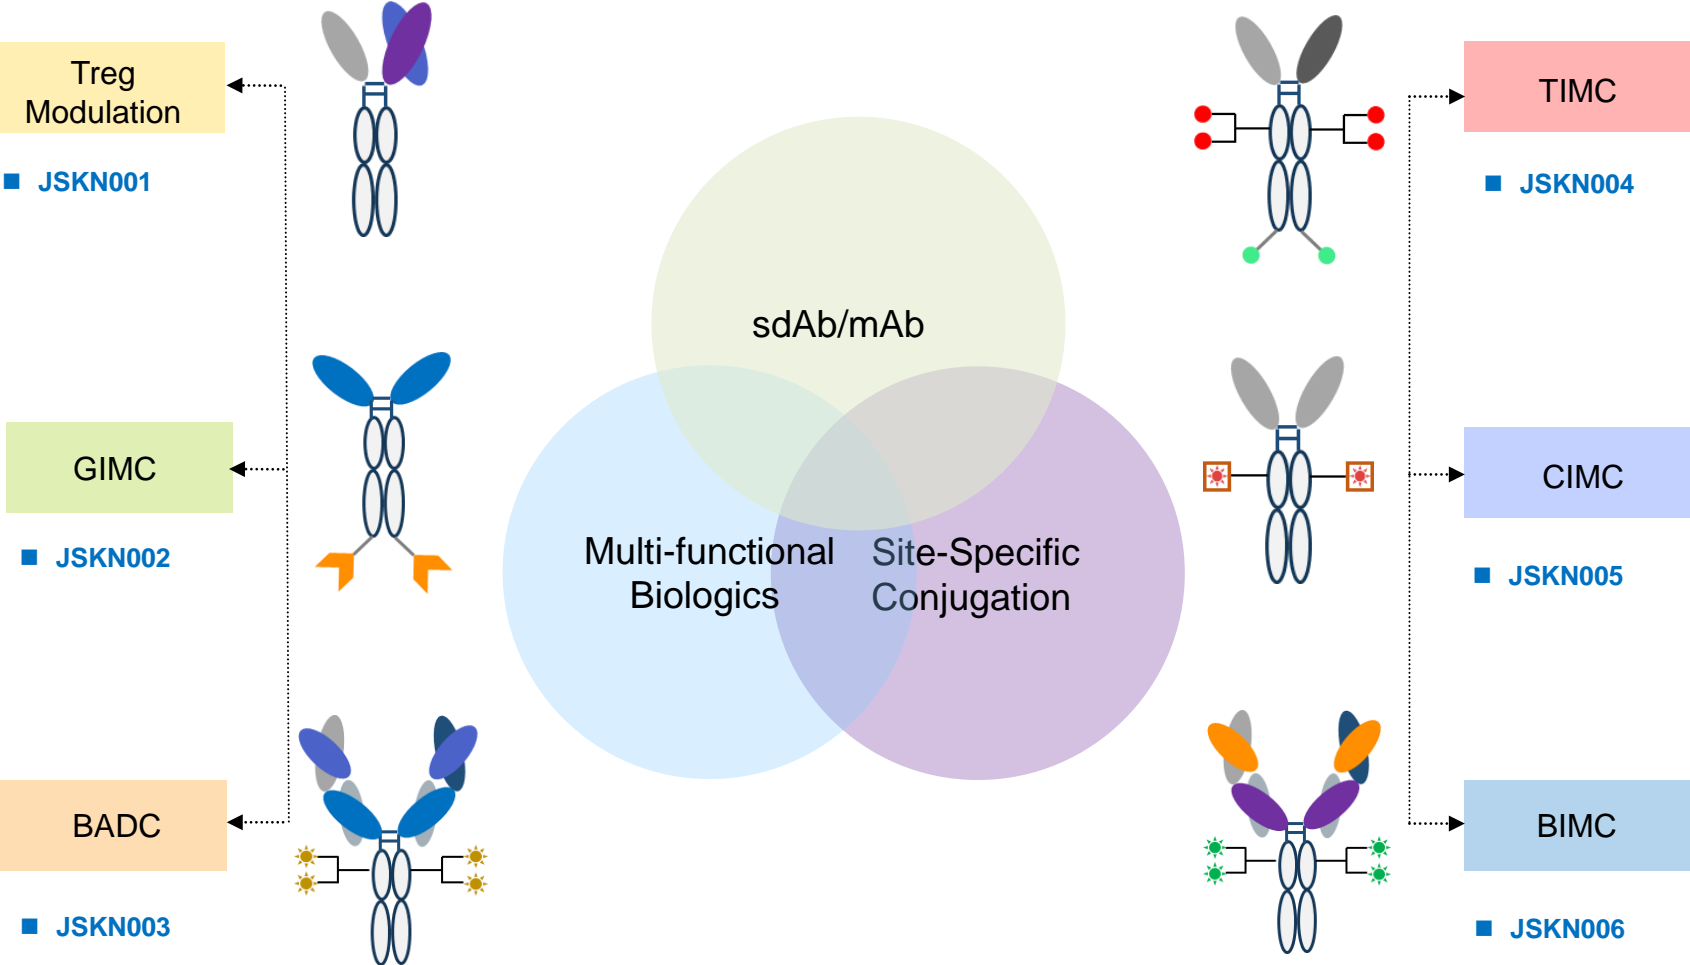 Treg
Modulation
JSKN001
GIMC
JSKN002
BADC
JSKN003
sdAb/mAb
Multi-functional
Biologics
Site-Specific
Conjugation
TIMC
JSKN004
CIMC
JSKN005
BIMC
JSKN006